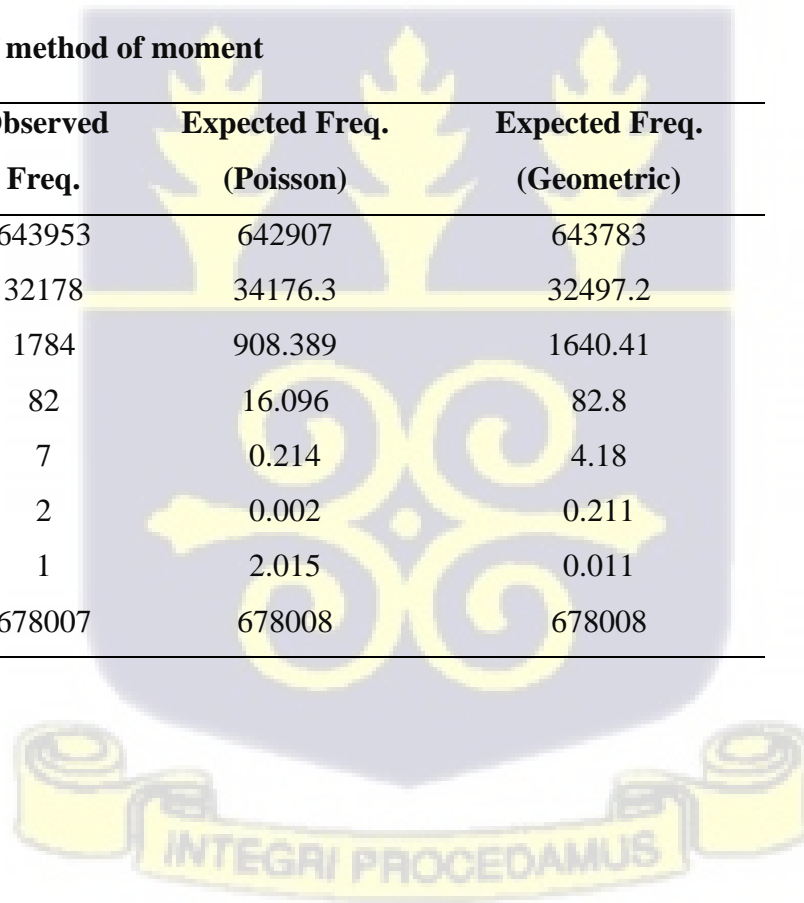 method of moment
bserved Expected Freq. Expected Freq.
Freq. (Poisson) (Geometric)
643953 642907 643783
32178 34176.3 32497.2
1784 908.389 1640.41
82 16.096 82.8
7 0.214 4.18
2 0.002 0.211
1 2.015 0.011
678007 678008 678008
INTEGRI PROCEDAMUS